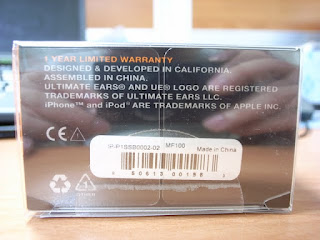 1 YEAR LIMITED WARRANTY
DESIGNED & DEVELOPED IN CALIFORNIA.
ASSEMBLED IN CHINA.
ULTIMATE EARS® AND UE® LOGO ARE REGISTERED
TRADEMARKS OF ULTIMATE EARS LLC.
iPhone™ and iPod® ARE TRADEMARKS OF APPLE INC.
CE
MF100
Made in China